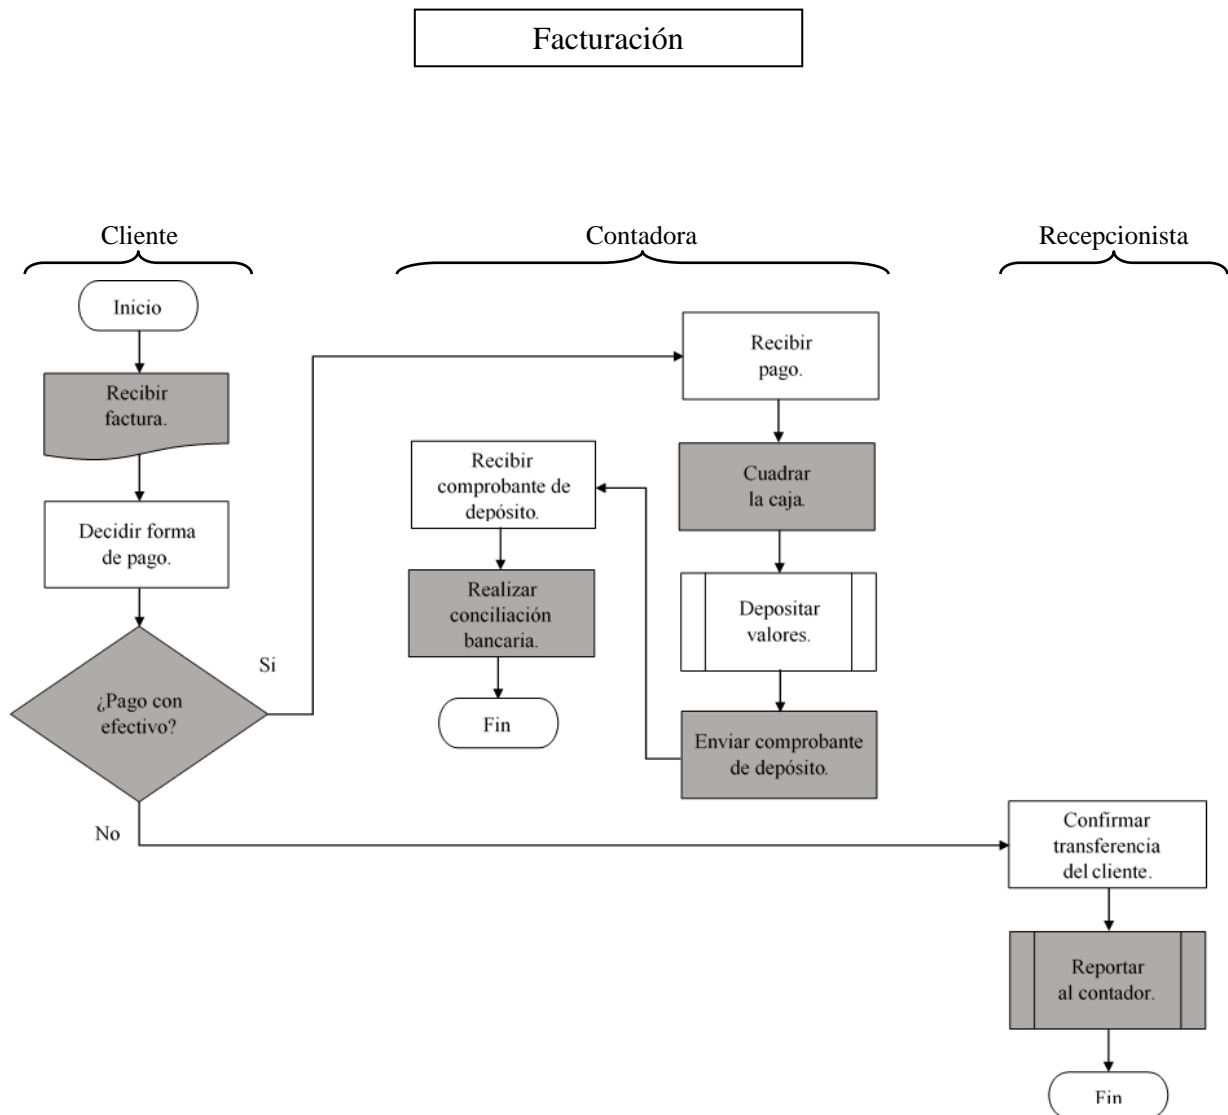 Facturación
Cliente
Contadora
Recepcionista
Inicio
Recibir
factura.
Decidir forma
de pago.
¿Pago con
efectivo?
Si
No
Recibir
pago.
Cuadrar
la caja.
Depositar
valores.
Enviar comprobante
de depósito.
Recibir
comprobante de
depósito.
Realizar
conciliación
bancaria.
Fin
Confirmar
transferencia
del cliente.
Reportar
al contador.
Fin